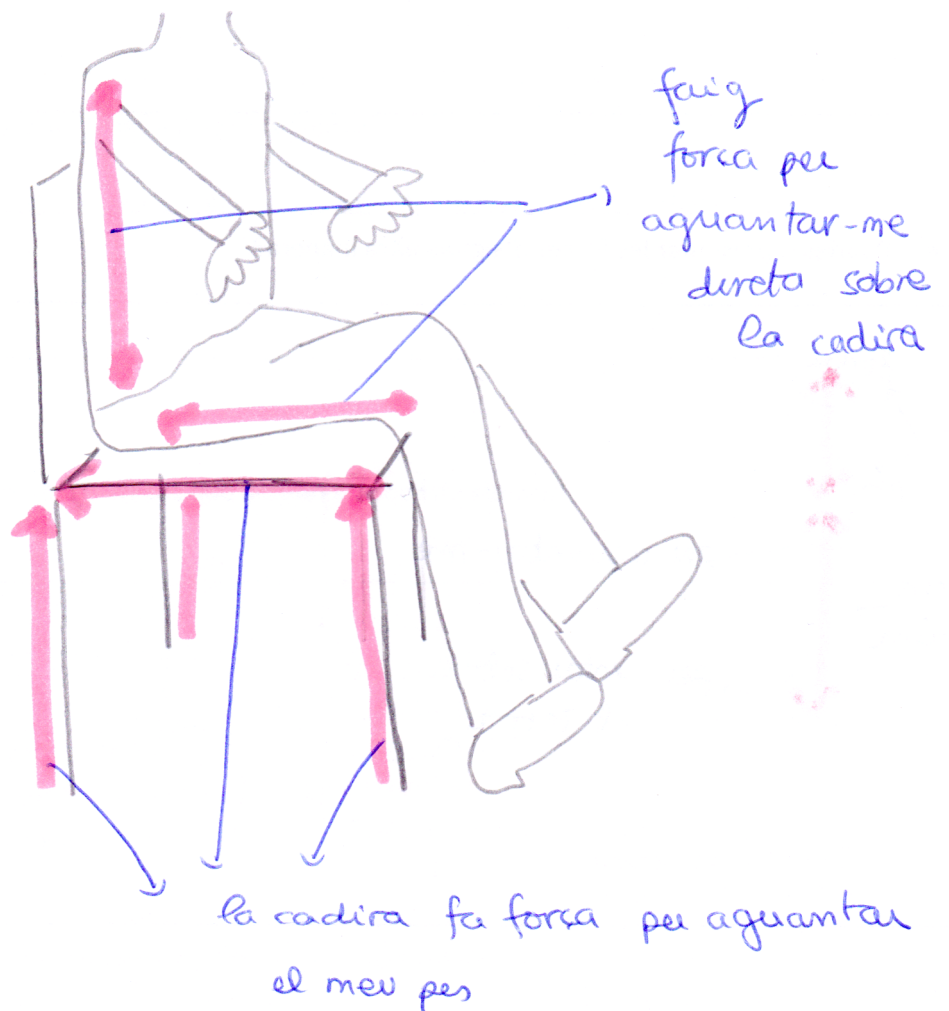 faig
força per
aguantar-me
dreta sobre
la cadira
la cadira fa força per aguantar
el meu pes